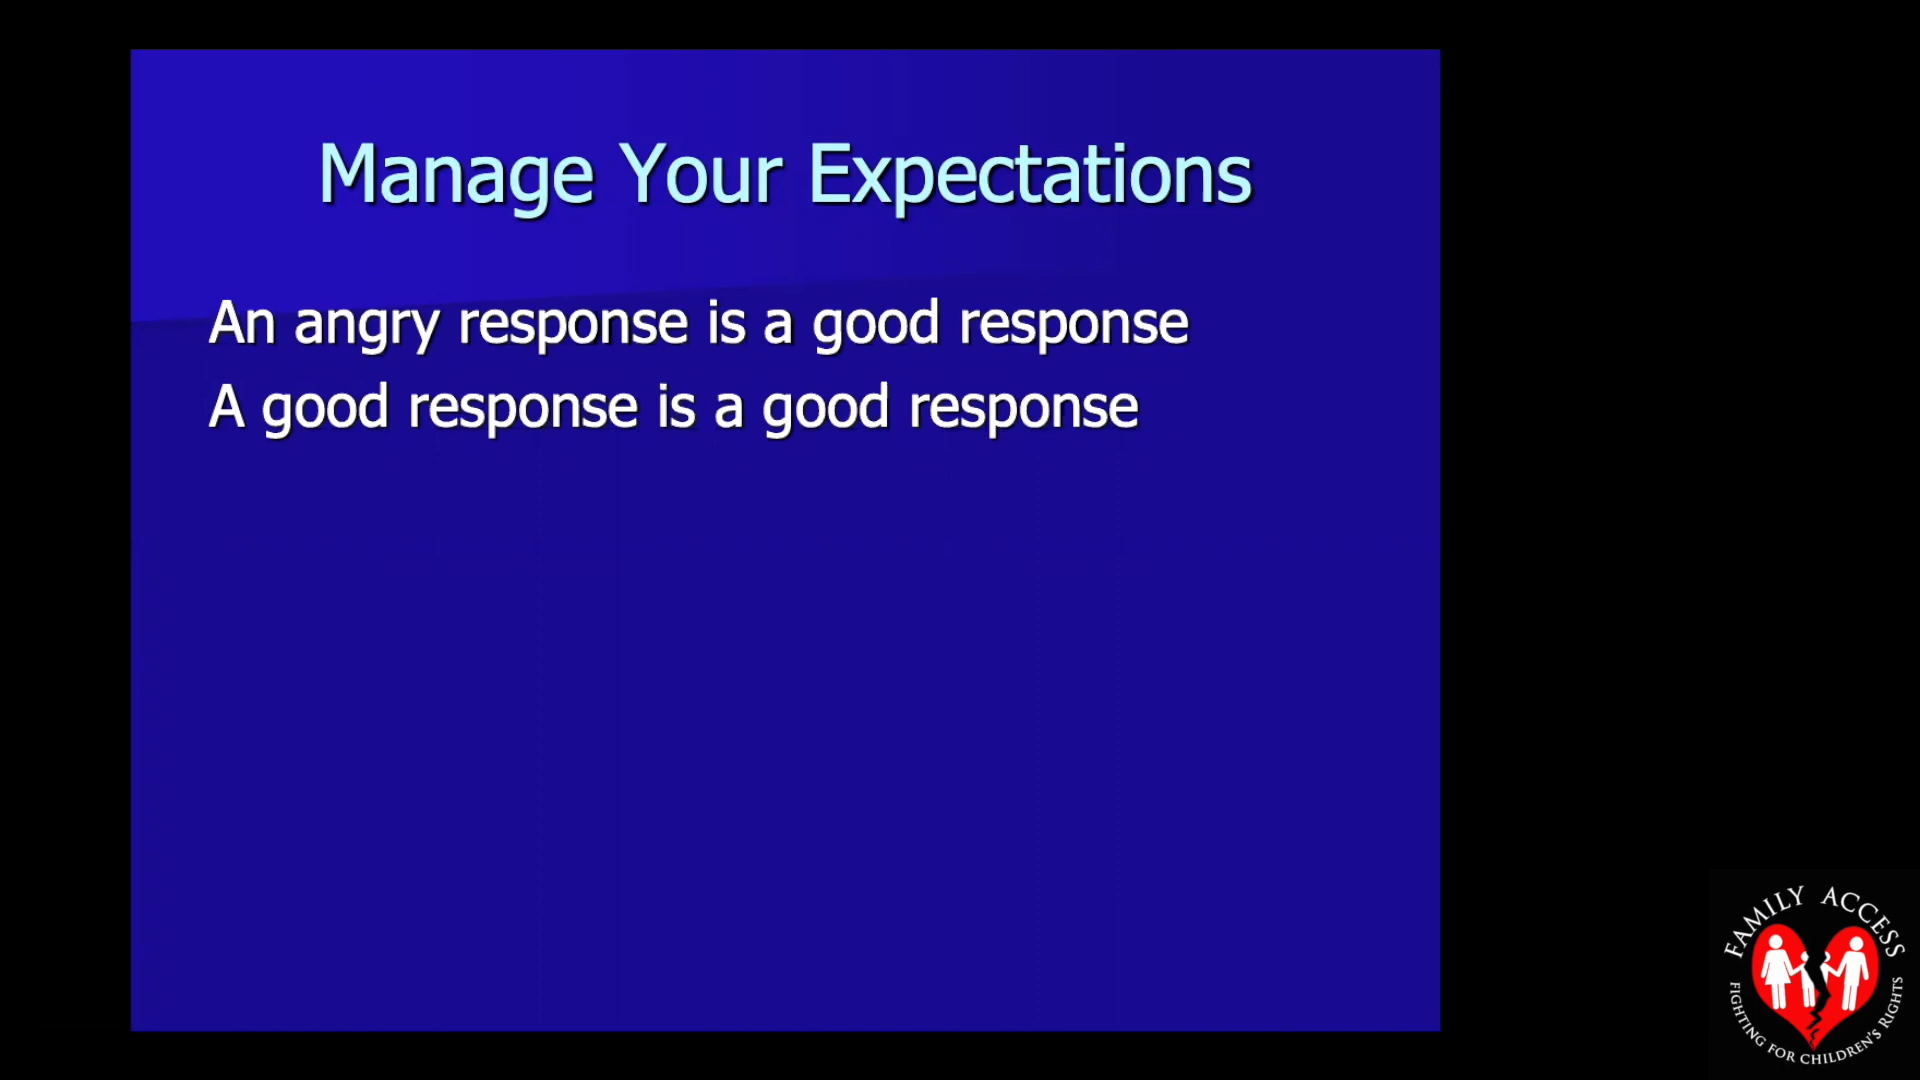 Manage Your Expectations
An angry response is a good response
A good response is a good response
FAMILY ACCESS
FIGHTING FOR CHILDREN'S RIGHTS